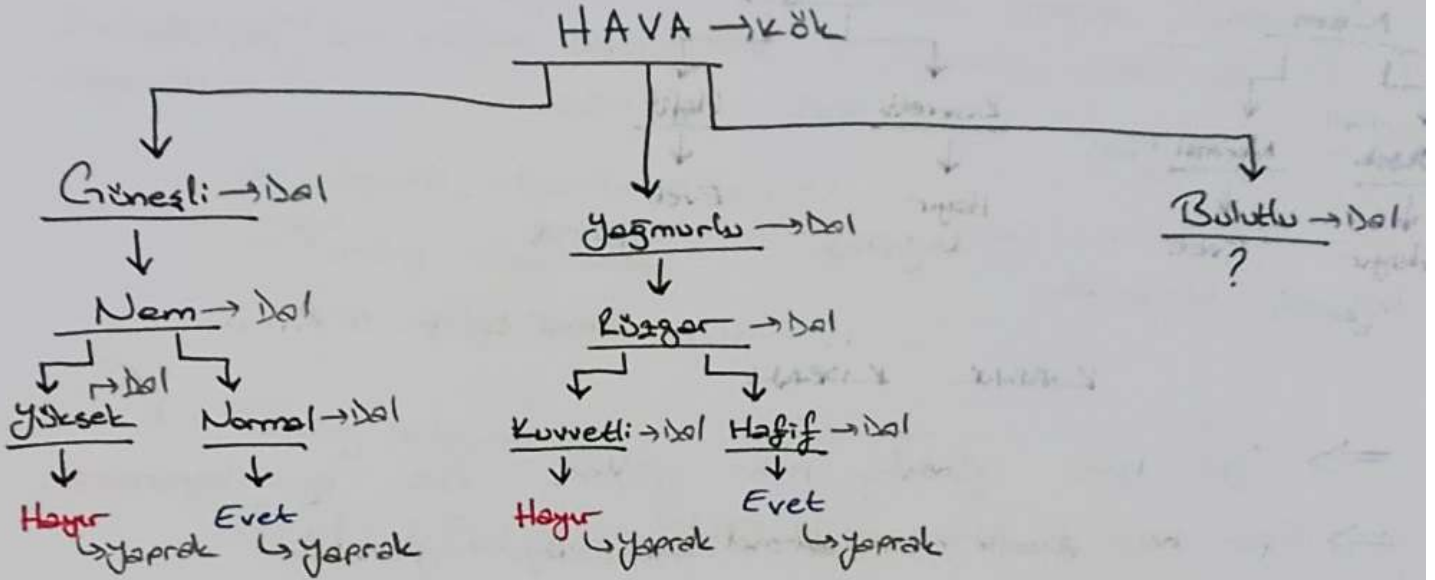 HAVA → Kök
Güneşli → Dal
Yağmurlu → Dal
Bulutlu → Dal
?
Nem → Dal
Rüzgar → Dal
→ Dal
Yüksek
Normal → Dal
Kuvvetli → Dal
Hafif → Dal
Hayır
↳ Yaprak
Evet
↳ Yaprak
Hayır
↳ Yaprak
Evet
↳ Yaprak